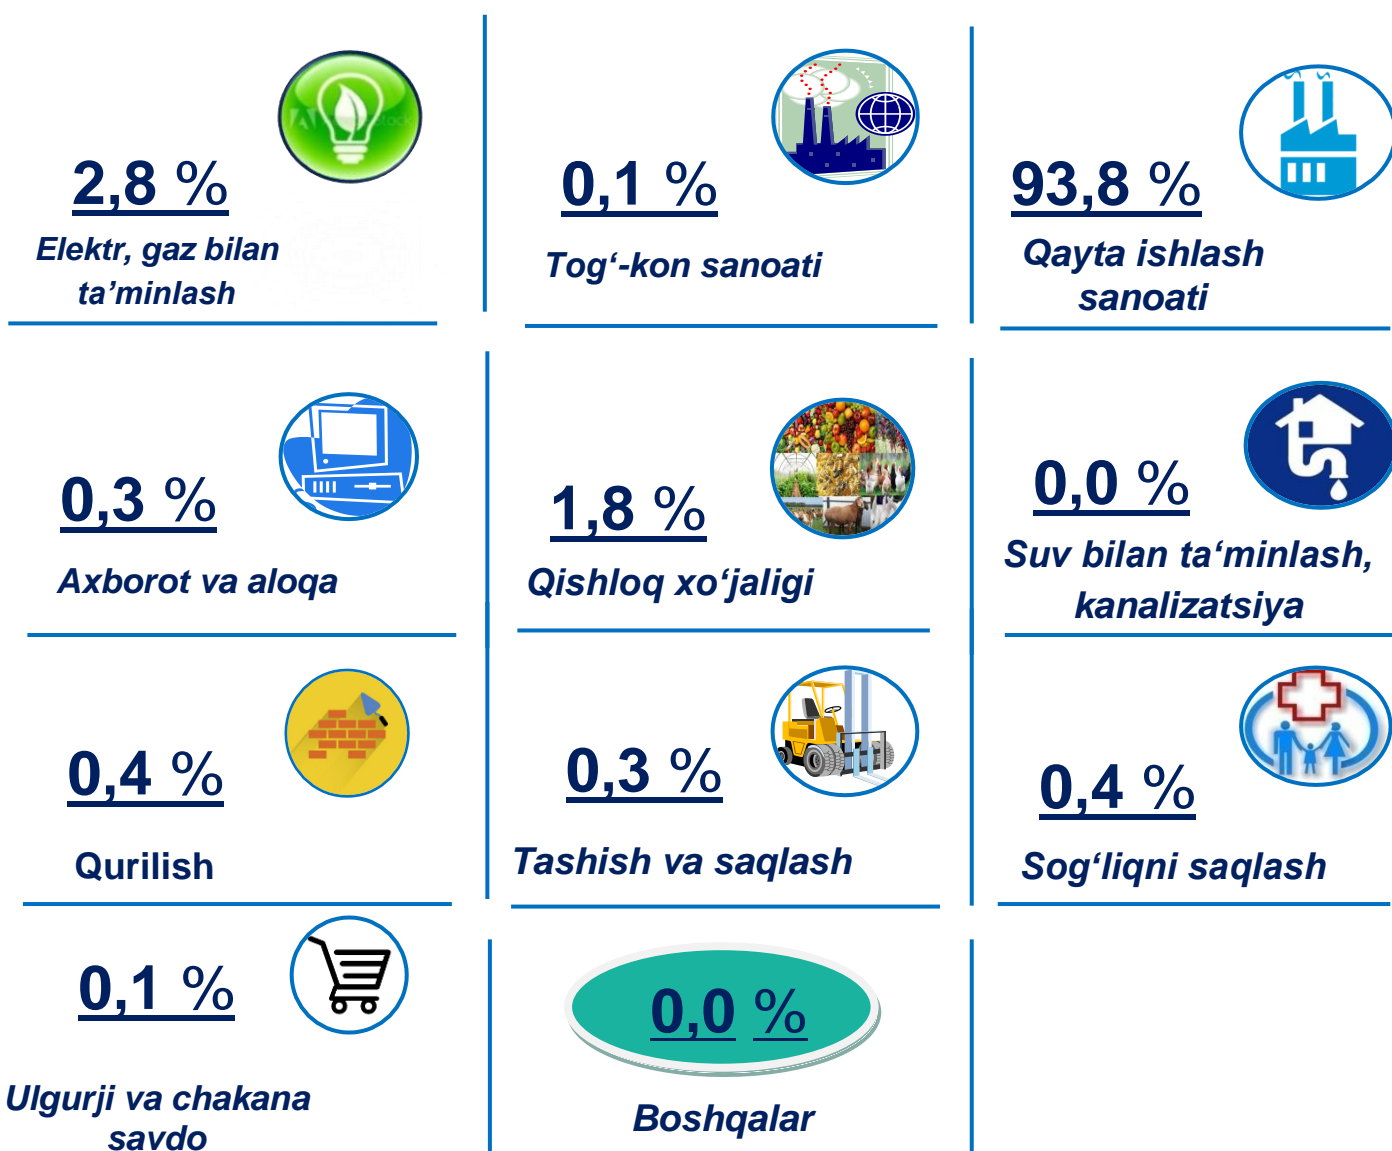 2,8 %
Elektr, gaz bilan
ta’minlash
0,1 %
Tog‘-kon sanoati
93,8 %
Qayta ishlash
sanoati
0,3 %
Axborot va aloqa
1,8 %
Qishloq xo‘jaligi
0,0 %
Suv bilan ta‘minlash,
kanalizatsiya
0,4 %
Qurilish
0,3 %
Tashish va saqlash
0,4 %
Sog‘liqni saqlash
0,1 %
Ulgurji va chakana
savdo
0,0 %
Boshqalar